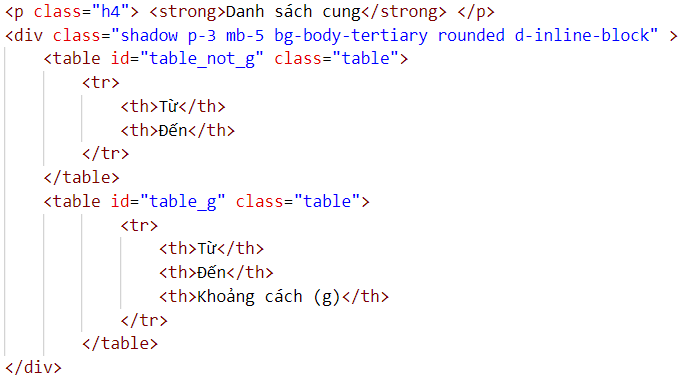 <p class="h4"> <strong>Danh sách cung</strong> </p>
<div class="shadow p-3 mb-5 bg-body-tertiary rounded d-inline-block" >
    <table id="table_not_g" class="table">
        <tr>
            <th>Từ</th>
            <th>Đến</th>
        </tr>
    </table>
    <table id="table_g" class="table">
            <tr>
                <th>Từ</th>
                <th>Đến</th>
                <th>Khoảng cách (g)</th>
            </tr>
        </table>
</div>